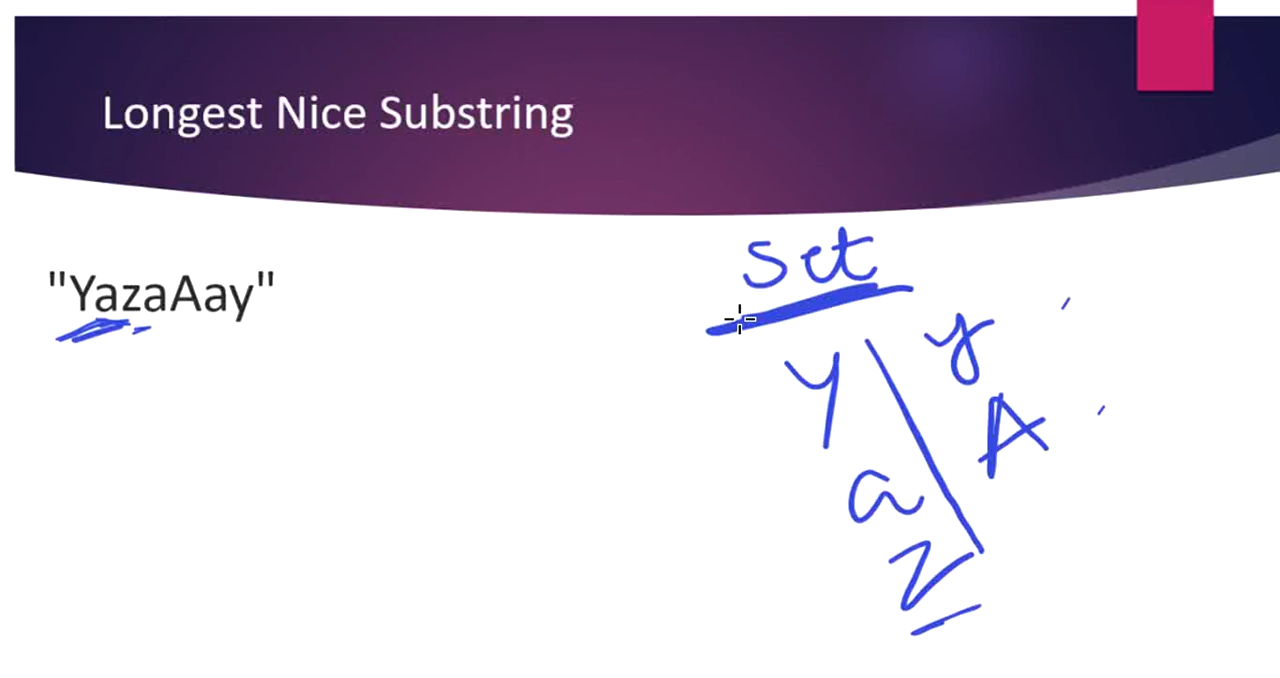 Longest Nice Substring
"YazaAay"
Set
Y y
a A
z